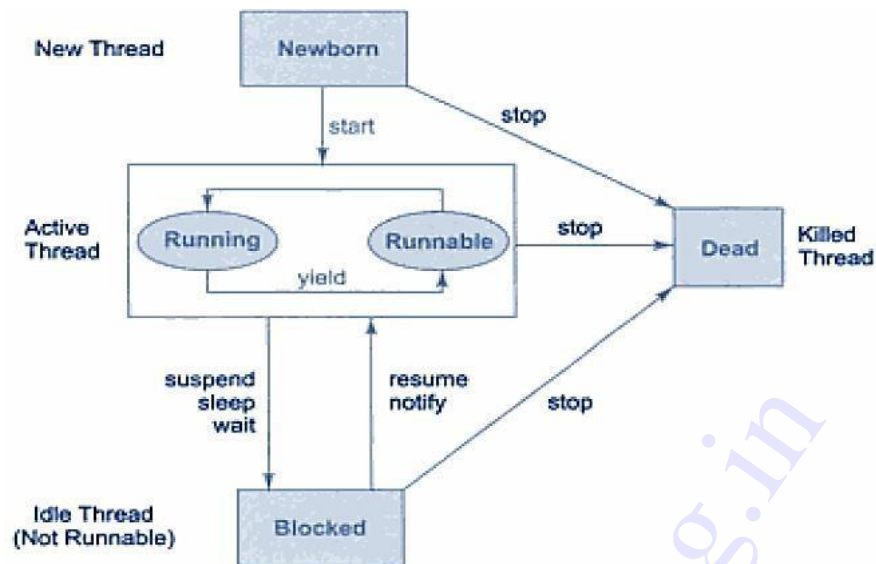 New Thread
Newborn
start
stop
Active
Thread
Running
Runnable
yield
stop
Dead
Killed
Thread
suspend
sleep
wait
resume
notify
stop
Idle Thread
(Not Runnable)
Blocked
g.in